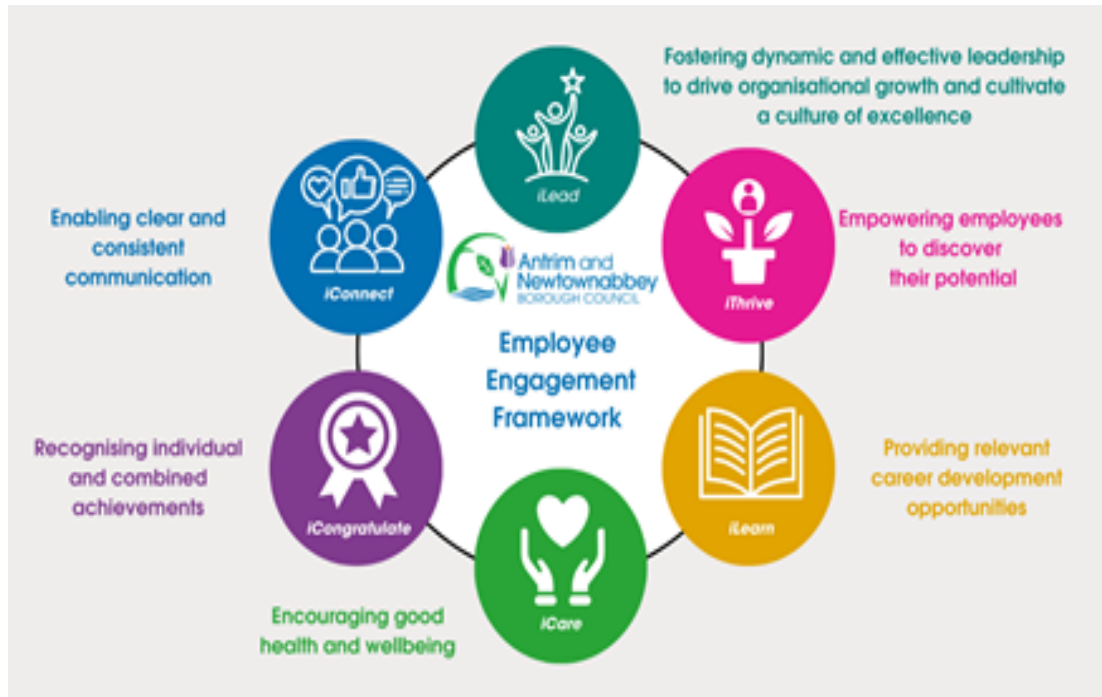 Fostering dynamic and effective leadership
to drive organisational growth and cultivate
a culture of excellence
iLead
Empowering employees
to discover
their potential
iThrive
Providing relevant
career development
opportunities
iLearn
Encouraging good
health and wellbeing
iCare
Recognising individual
and combined
achievements
iCongratulate
Enabling clear and
consistent
communication
iConnect
Antrim and
Newtownabbey
BOROUGH COUNCIL
Employee
Engagement
Framework